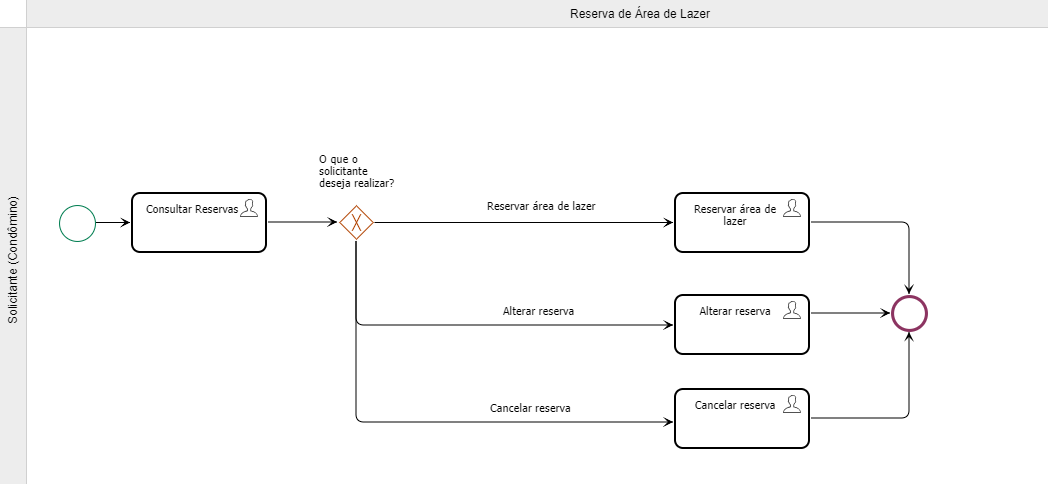 Reserva de Área de Lazer
Solicitante (Condômino)
O que o
solicitante
deseja realizar?
Consultar Reservas
X
Reservar área de lazer
Reservar área de
lazer
Alterar reserva
Alterar reserva
Cancelar reserva
Cancelar reserva